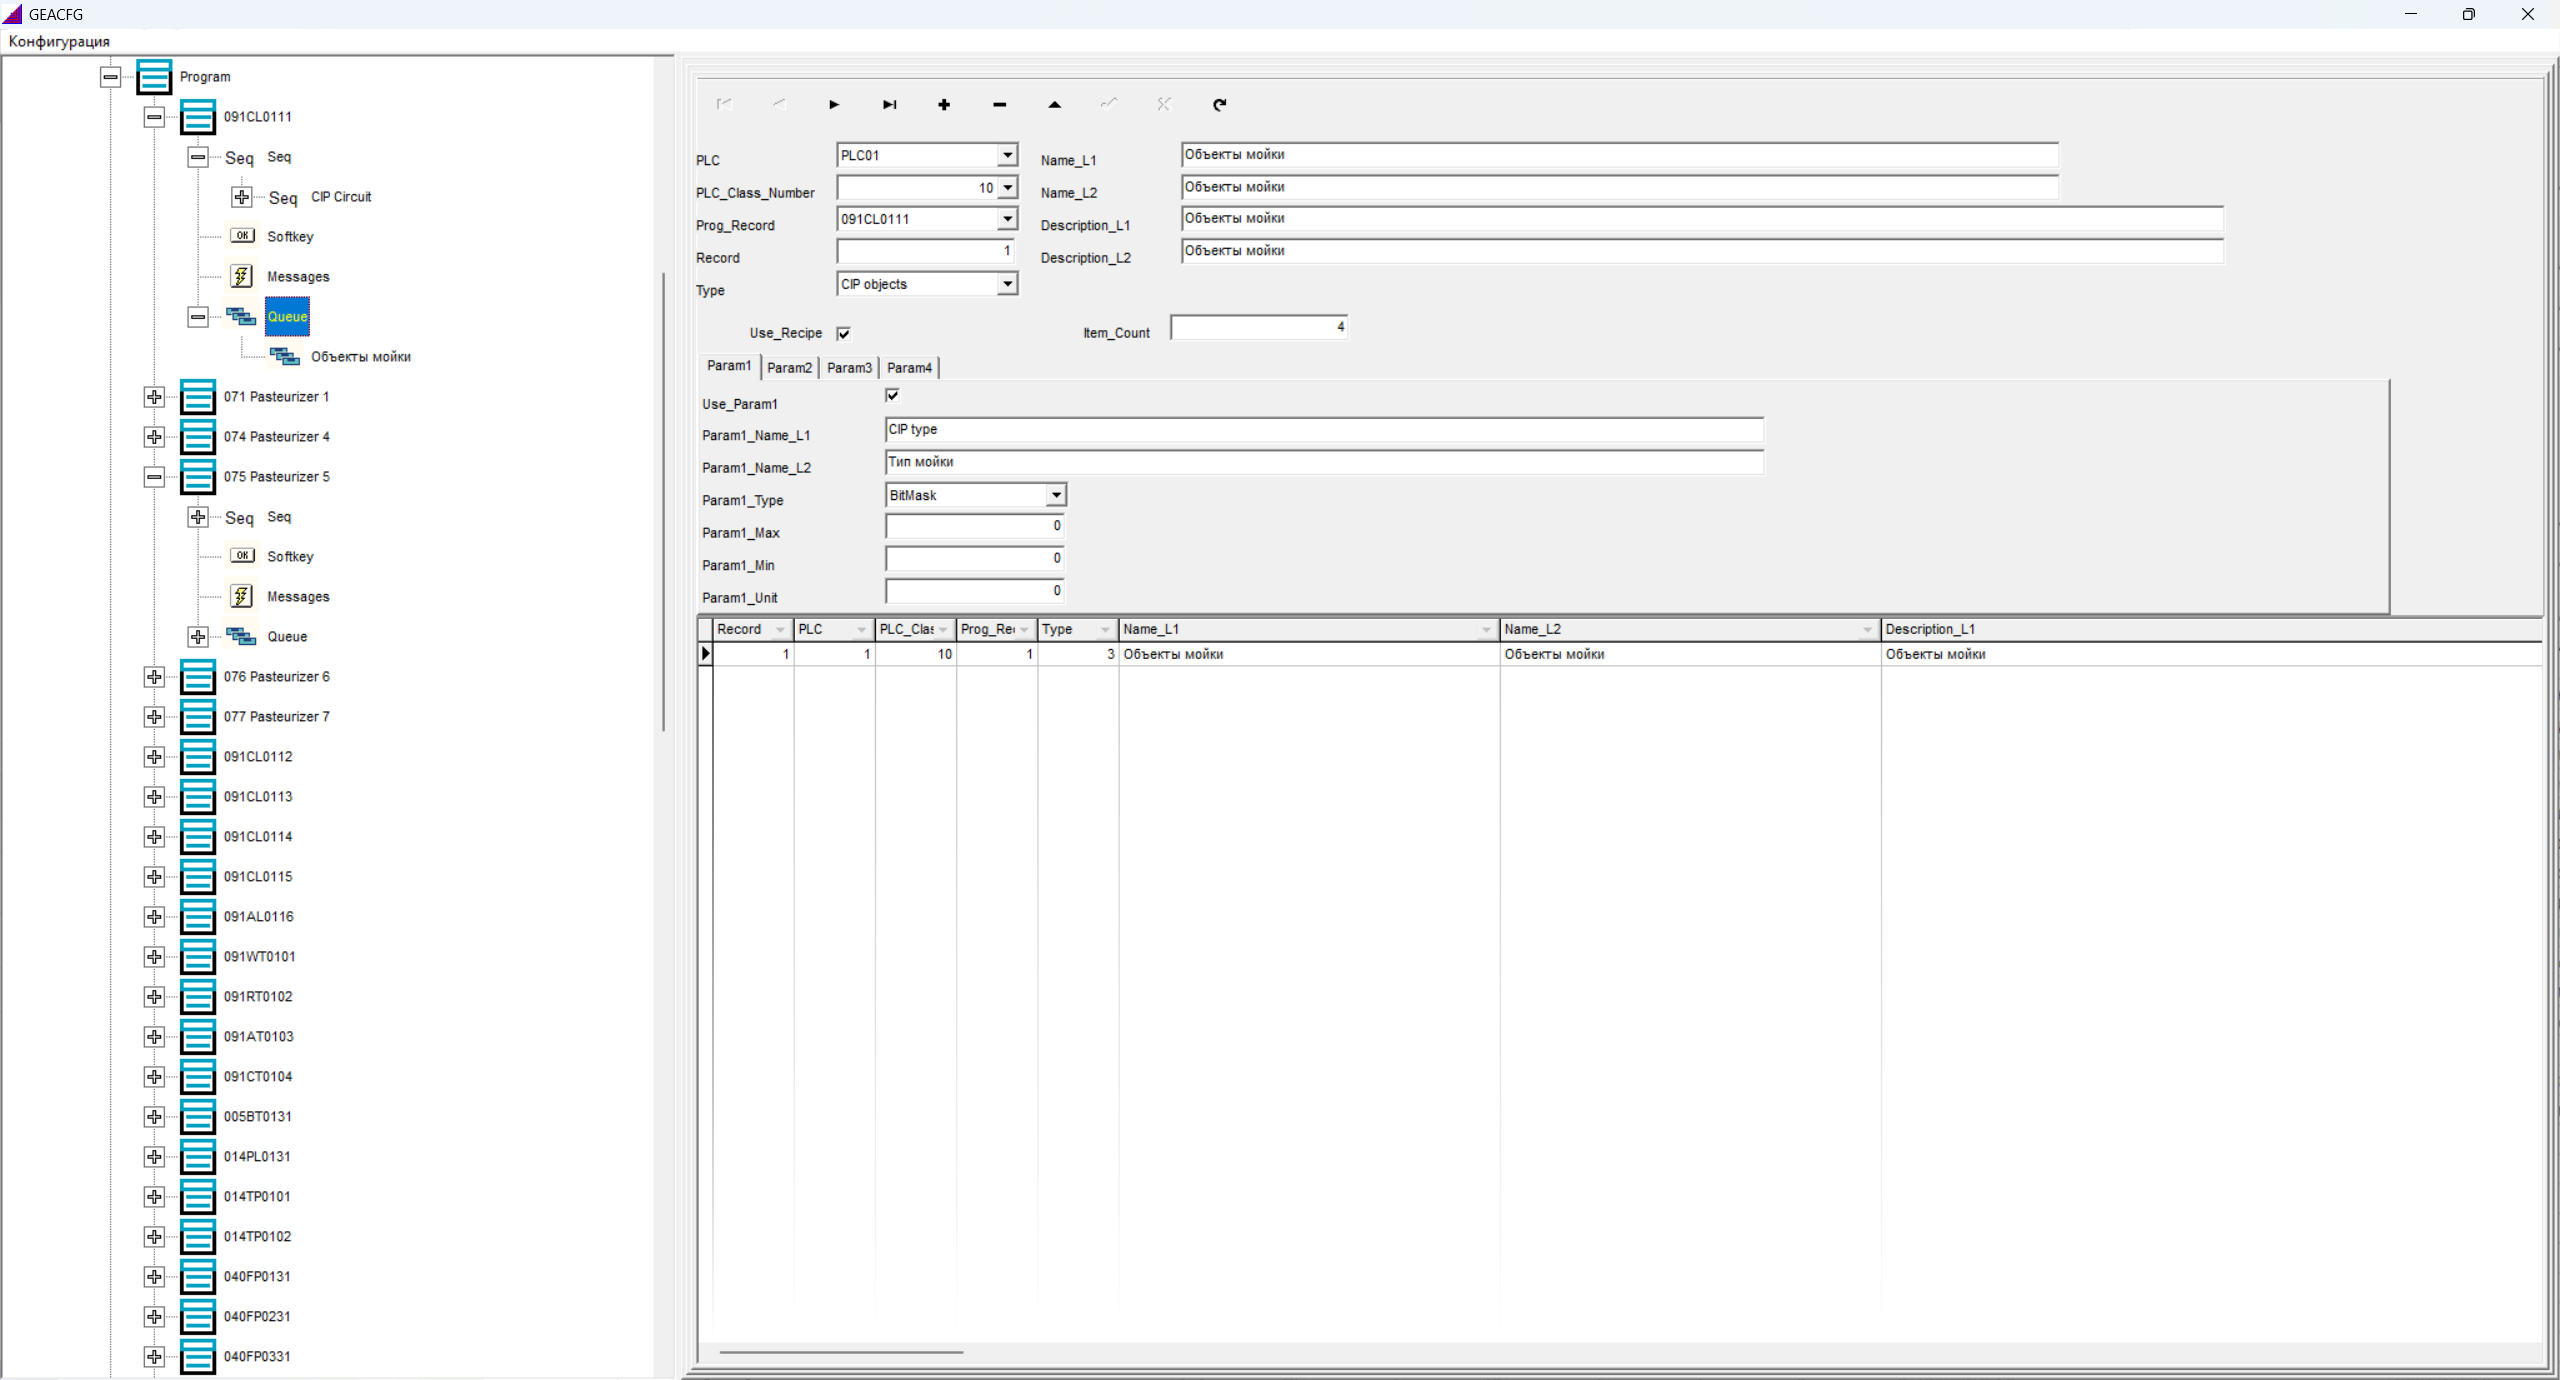 GEACFG
Конфигурация
Program
091CL0111
Seq Seq
Seq CIP Circuit
OK Softkey
Messages
Queue
Объекты мойки
071 Pasteurizer 1
074 Pasteurizer 4
075 Pasteurizer 5
Seq Seq
OK Softkey
Messages
Queue
076 Pasteurizer 6
077 Pasteurizer 7
091CL0112
091CL0113
091CL0114
091CL0115
091AL0116
091WT0101
091RT0102
091AT0103
091CT0104
005BT0131
014PL0131
014TP0101
014TP0102
040FP0131
040FP0231
040FP0331
PLC PLC01 Name_L1 Объекты мойки
PLC_Class_Number 10 Name_L2 Объекты мойки
Prog_Record 091CL0111 Description_L1 Объекты мойки
Record 1 Description_L2 Объекты мойки
Type CIP objects
Use_Recipe Item_Count 4
Param1 Param2 Param3 Param4
Use_Param1
Param1_Name_L1 CIP type
Param1_Name_L2 Тип мойки
Param1_Type BitMask
Param1_Max 0
Param1_Min 0
Param1_Unit 0
Record PLC PLC_Clas Prog_Re Type Name_L1 Name_L2 Description_L1
1 1 10 1 3 Объекты мойки Объекты мойки Объекты мойки